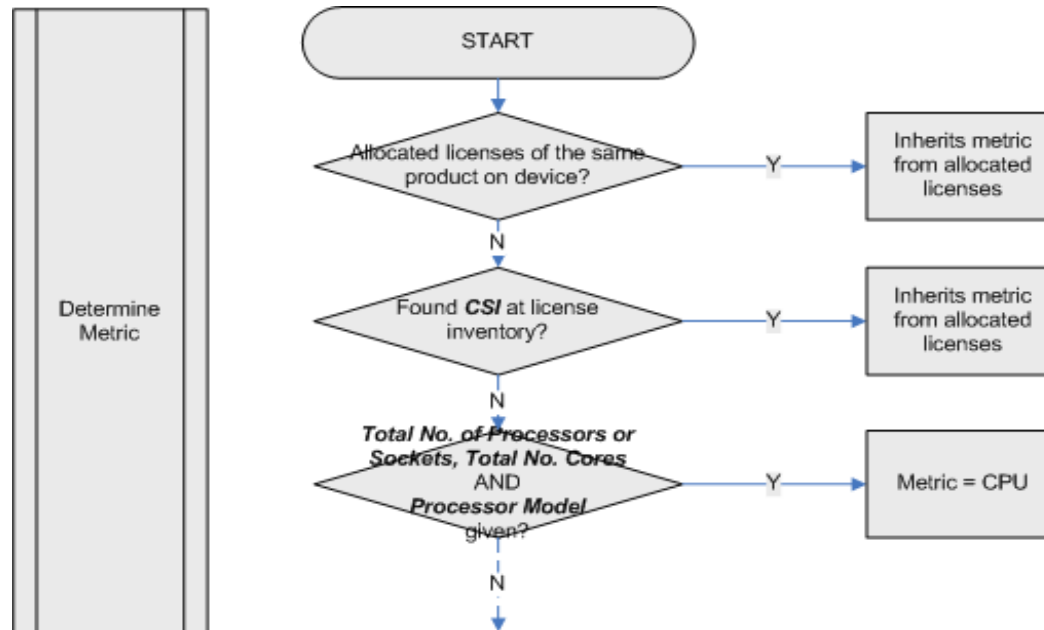 START
Allocated licenses of the same
product on device?
Y
Inherits metric
from allocated
licenses
N
Determine
Metric
Found CSI at license
inventory?
Y
Inherits metric
from allocated
licenses
N
Total No. of Processors or
Sockets, Total No. Cores
AND
Processor Model
given?
Y
Metric = CPU
N